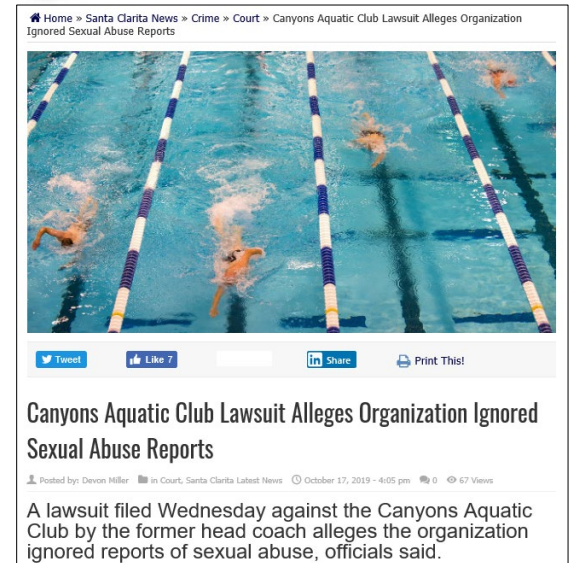 Home » Santa Clarita News » Crime » Court » Canyons Aquatic Club Lawsuit Alleges Organization
Ignored Sexual Abuse Reports
Tweet
Like 7
in Share
Print This!
Canyons Aquatic Club Lawsuit Alleges Organization Ignored
Sexual Abuse Reports
Posted by: Devon Miller in Court, Santa Clarita Latest News October 17, 2019 - 4:05 pm 0 67 Views
A lawsuit filed Wednesday against the Canyons Aquatic
Club by the former head coach alleges the organization
ignored reports of sexual abuse, officials said.